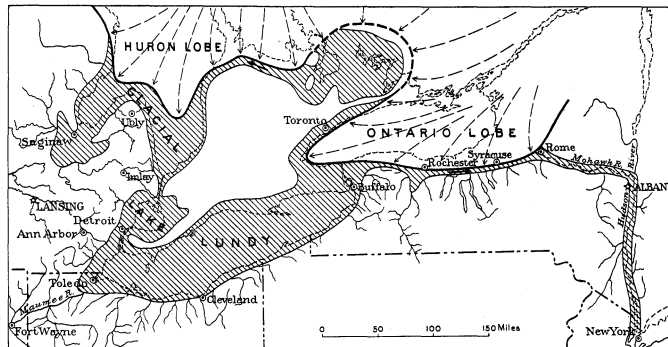 HURON LOBE
GLACIAL
Ubly
Saginaw
Toronto
ONTARIO LOBE
Syracuse
Rome
Rochester
Mohawk R.
Hudson River
ALBAN
Imlay
LANSING
Buffalo
Detroit
LAKE
LUNDY
Ann Arbor
Toledo
Maumee R.
Cleveland
Fort Wayne
0 50 100 150 Miles
New York